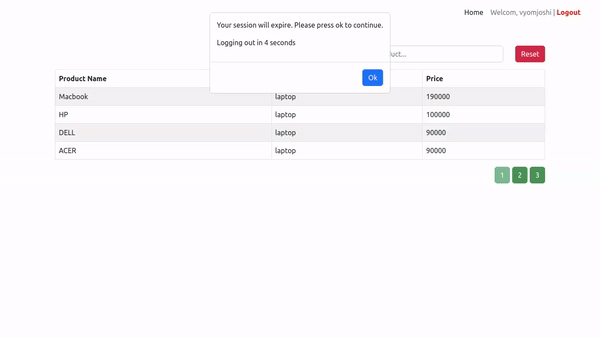 Home Welcom, vyomjoshi | Logout
Your session will expire. Please press ok to continue.
Logging out in 4 seconds
Ok
Reset
Product Name Price
Macbook laptop 190000
HP laptop 100000
DELL laptop 90000
ACER laptop 90000
1 2 3